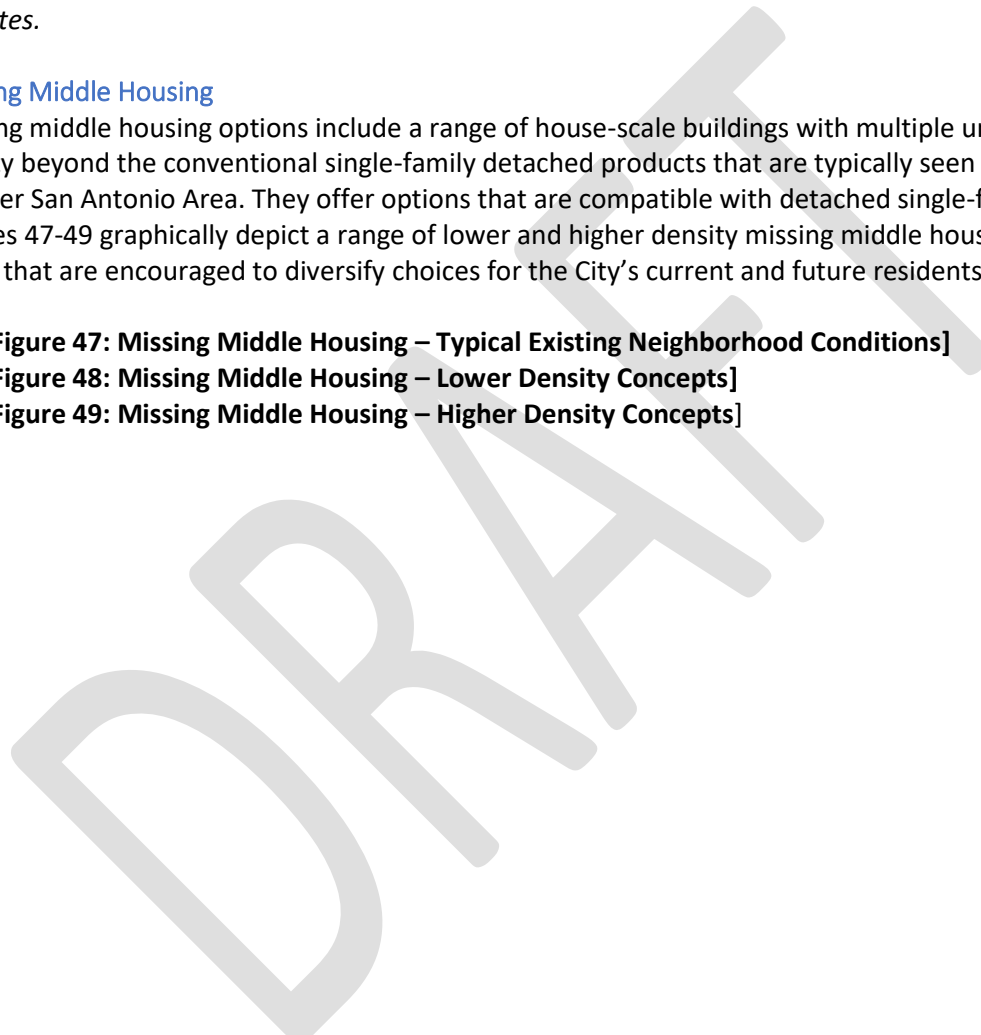 tes.
ng Middle Housing
ng middle housing options include a range of house-scale buildings with multiple un
y beyond the conventional single-family detached products that are typically seen
er San Antonio Area. They offer options that are compatible with detached single-f
es 47-49 graphically depict a range of lower and higher density missing middle hous
that are encouraged to diversify choices for the City's current and future residents
Figure 47: Missing Middle Housing – Typical Existing Neighborhood Conditions]
Figure 48: Missing Middle Housing – Lower Density Concepts]
Figure 49: Missing Middle Housing – Higher Density Concepts]
DRAFT